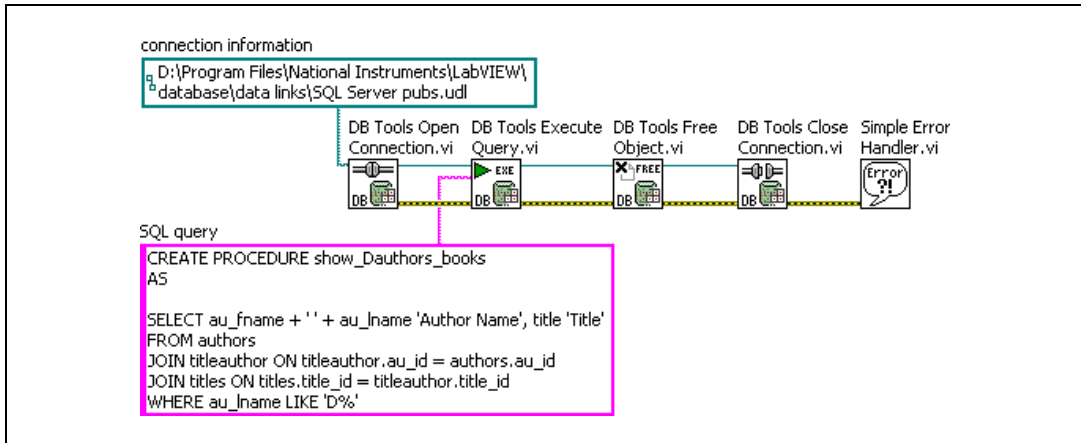 connection information
D:\Program Files\National Instruments\LabVIEW\
database\data links\SQL Server pubs.udl
DB Tools Open DB Tools Execute DB Tools Free DB Tools Close Simple Error
Connection.vi Query.vi Object.vi Connection.vi Handler.vi
EXE FREE Error
?!
DB DB DB DB
SQL query
CREATE PROCEDURE show_Dauthors_books
AS
SELECT au_fname + ' ' + au_lname 'Author Name', title 'Title'
FROM authors
JOIN titleauthor ON titleauthor.au_id = authors.au_id
JOIN titles ON titles.title_id = titleauthor.title_id
WHERE au_lname LIKE 'D%'